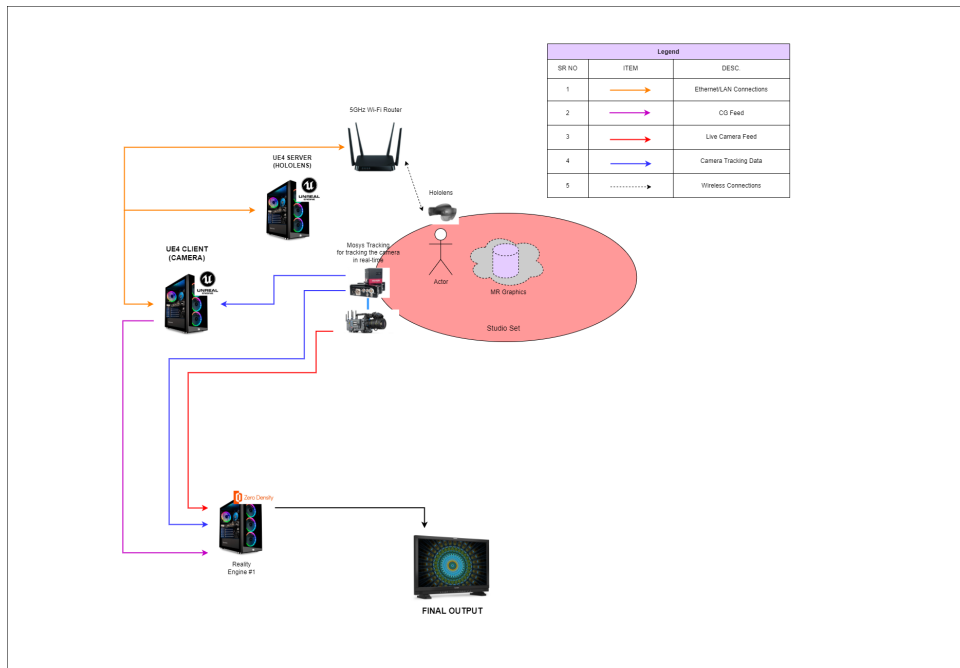 Legend
SR NO
ITEM
DESC.
1
Ethernet/LAN Connections
2
CG Feed
3
Live Camera Feed
4
Camera Tracking Data
5
Wireless Connections
5GHz Wi-Fi Router
UE4 SERVER
(HOLOLENS)
UNREAL
Hololens
UE4 CLIENT
(CAMERA)
UNREAL
Mosys Tracking
for tracking the camera
in real-time
Actor
MR Graphics
Studio Set
Zero Density
Reality
Engine #1
FINAL OUTPUT